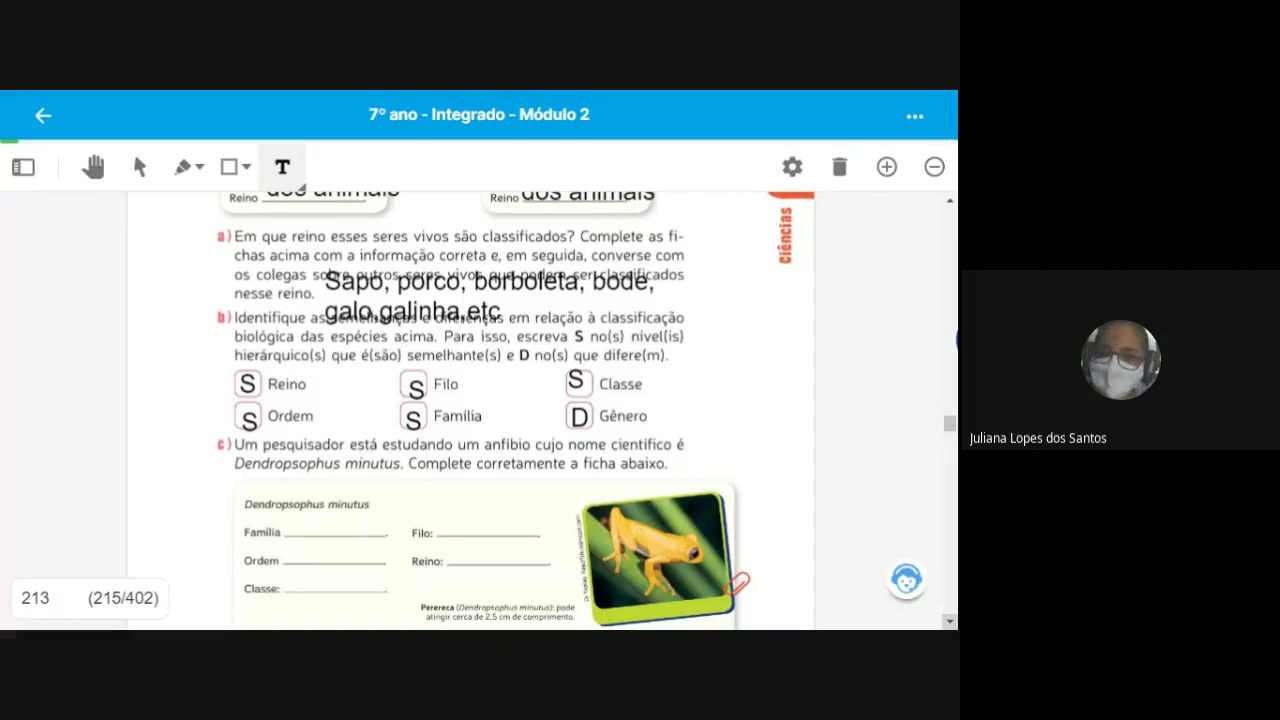 7º ano - Integrado - Módulo 2
T
Reino dos animais
Reino dos animais
Ciências
a) Em que reino esses seres vivos são classificados? Complete as fi-
chas acima com a informação correta e, em seguida, converse com
os colegas sobre outros seres vivos que podem ser classificados
nesse reino.
Sapo, porco, borboleta, bode,
galo,galinha,etc
b) Identifique as semelhanças e diferenças em relação à classificação
biológica das espécies acima. Para isso, escreva S no(s) nível(is)
hierárquico(s) que é(são) semelhante(s) e D no(s) que difere(m).
S Reino S Filo S Classe
S Ordem S Família D Gênero
c) Um pesquisador está estudando um anfíbio cujo nome científico é
Dendropsophus minutus. Complete corretamente a ficha abaixo.
Dendropsophus minutus
Família Filo:
Ordem Reino:
Classe:
Perereca (Dendropsophus minutus): pode
atingir cerca de 2,5 cm de comprimento.
213 (215/402)
Juliana Lopes dos Santos